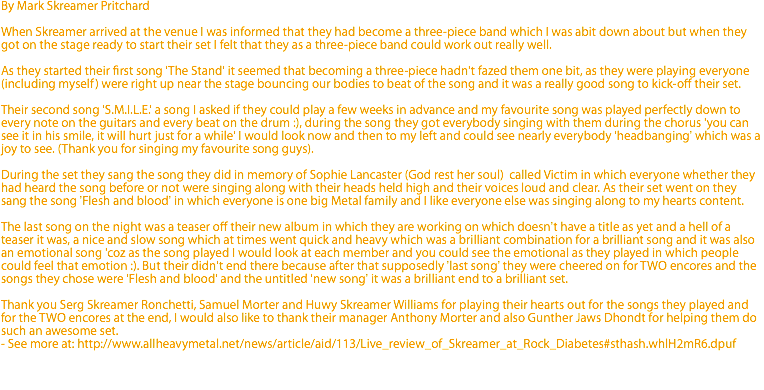 By Mark Skreamer Pritchard
When Skreamer arrived at the venue I was informed that they had become a three-piece band which I was abit down about but when they
got on the stage ready to start their set I felt that they as a three-piece band could work out really well.
As they started their first song 'The Stand' it seemed that becoming a three-piece hadn't fazed them one bit, as they were playing everyone
(including myself) were right up near the stage bouncing our bodies to beat of the song and it was a really good song to kick-off their set.
Their second song 'S.M.I.L.E.' a song I asked if they could play a few weeks in advance and my favourite song was played perfectly down to
every note on the guitars and every beat on the drum :), during the song they got everybody singing with them during the chorus 'you can
see it in his smile, it will hurt just for a while' I would look now and then to my left and could see nearly everybody 'headbanging' which was a
joy to see. (Thank you for singing my favourite song guys).
During the set they sang the song they did in memory of Sophie Lancaster (God rest her soul)  called Victim in which everyone whether they
had heard the song before or not were singing along with their heads held high and their voices loud and clear. As their set went on they
sang the song 'Flesh and blood' in which everyone is one big Metal family and I like everyone else was singing along to my hearts content.
The last song on the night was a teaser off their new album in which they are working on which doesn't have a title as yet and a hell of a
teaser it was, a nice and slow song which at times went quick and heavy which was a brilliant combination for a brilliant song and it was also
an emotional song 'coz as the song played I would look at each member and you could see the emotional as they played in which people
could feel that emotion :). But their didn't end there because after that supposedly 'last song' they were cheered on for TWO encores and the
songs they chose were 'Flesh and blood' and the untitled 'new song' it was a brilliant end to a brilliant set.
Thank you Serg Skreamer Ronchetti, Samuel Morter and Huwy Skreamer Williams for playing their hearts out for the songs they played and
for the TWO encores at the end, I would also like to thank their manager Anthony Morter and also Gunther Jaws Dhondt for helping them do
such an awesome set.
- See more at: http://www.allheavymetal.net/news/article/aid/113/Live_review_of_Skreamer_at_Rock_Diabetes#sthash.whlH2mR6.dpuf